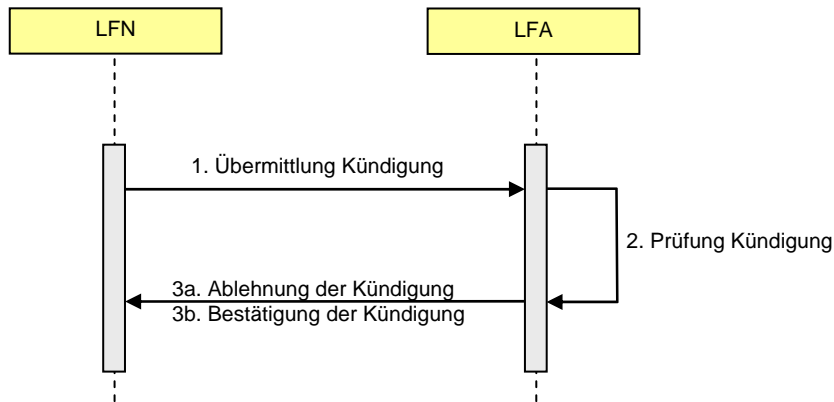 LFN
LFA
1. Übermittlung Kündigung
2. Prüfung Kündigung
3a. Ablehnung der Kündigung
3b. Bestätigung der Kündigung